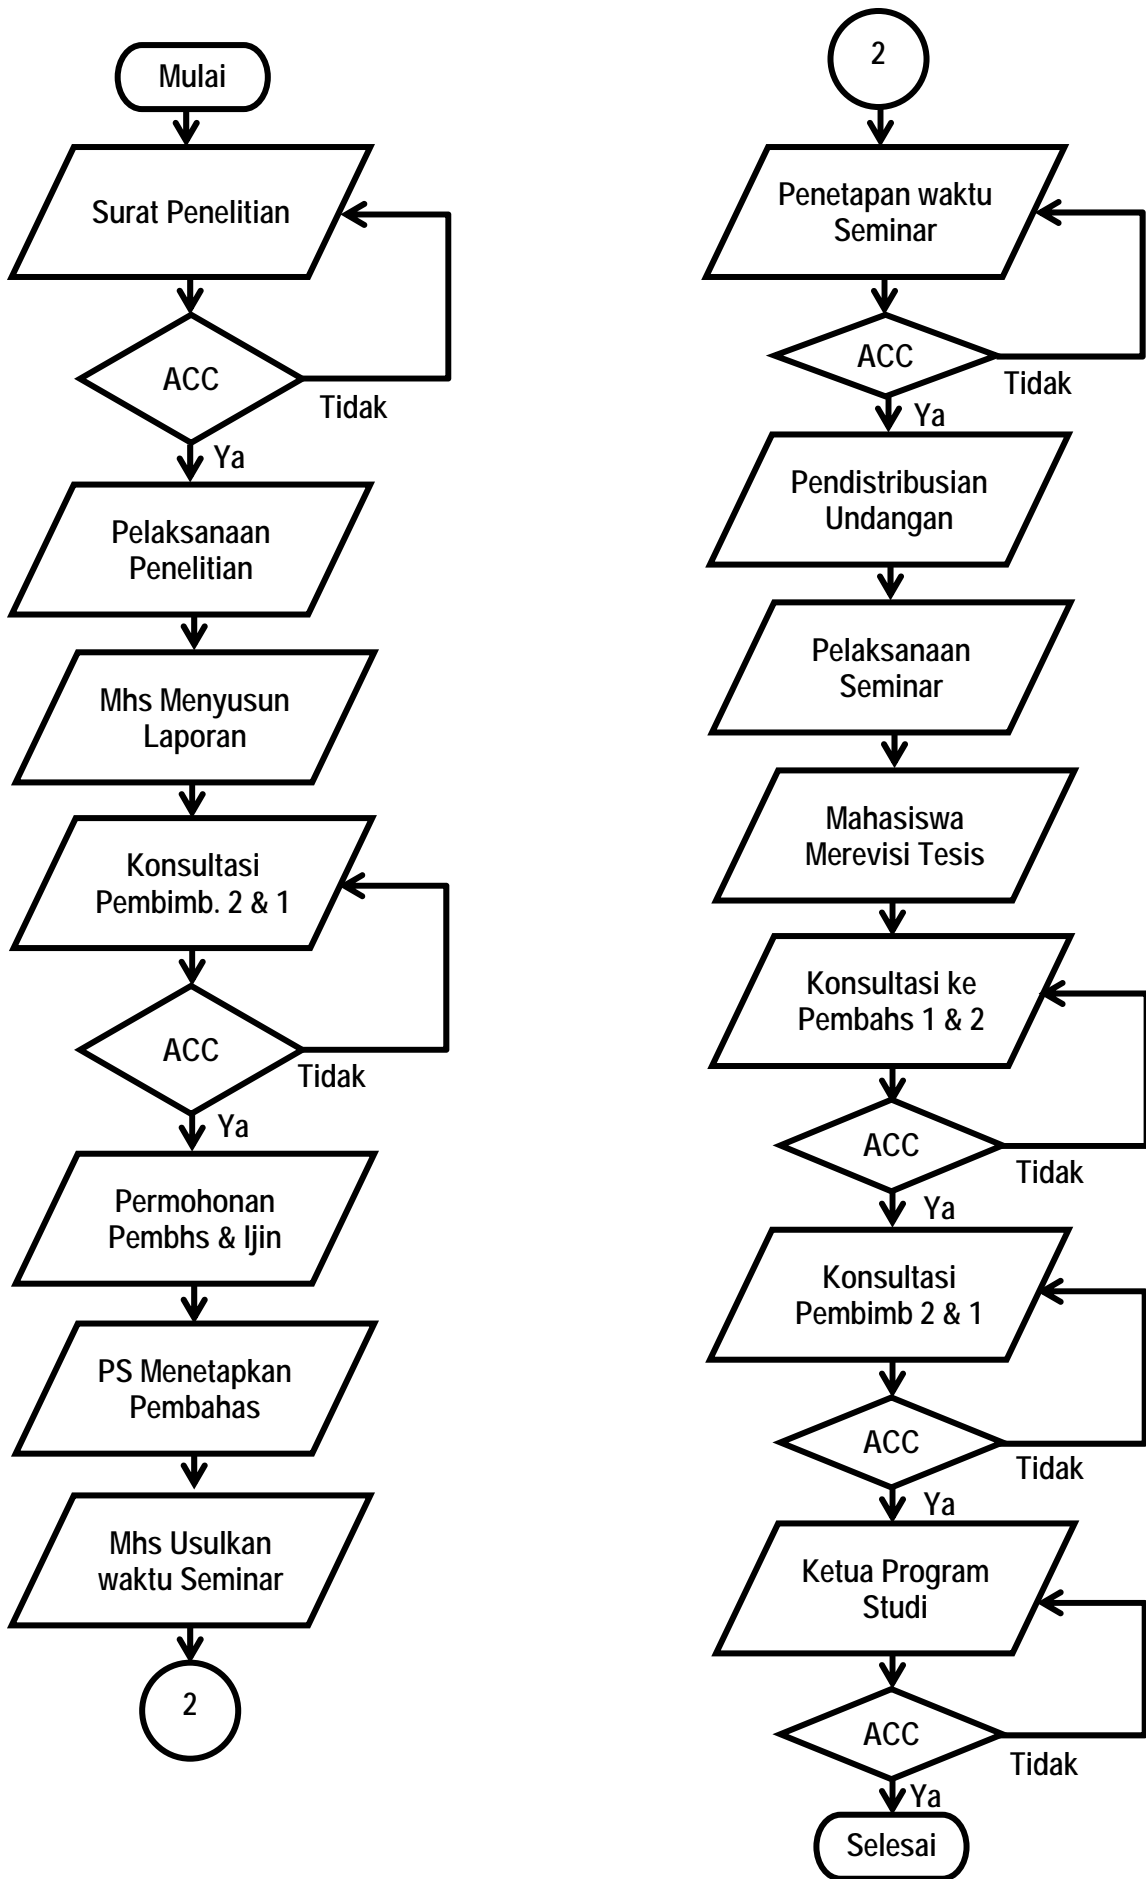 Mulai
Surat Penelitian
ACC
Tidak
Ya
Pelaksanaan
Penelitian
Mhs Menyusun
Laporan
Konsultasi
Pembimb. 2 & 1
ACC
Tidak
Ya
Permohonan
Pembhs & Ijin
PS Menetapkan
Pembahas
Mhs Usulkan
waktu Seminar
2
2
Penetapan waktu
Seminar
ACC
Tidak
Ya
Pendistribusian
Undangan
Pelaksanaan
Seminar
Mahasiswa
Merevisi Tesis
Konsultasi ke
Pembahs 1 & 2
ACC
Tidak
Ya
Konsultasi
Pembimb 2 & 1
ACC
Tidak
Ya
Ketua Program
Studi
ACC
Tidak
Ya
Selesai